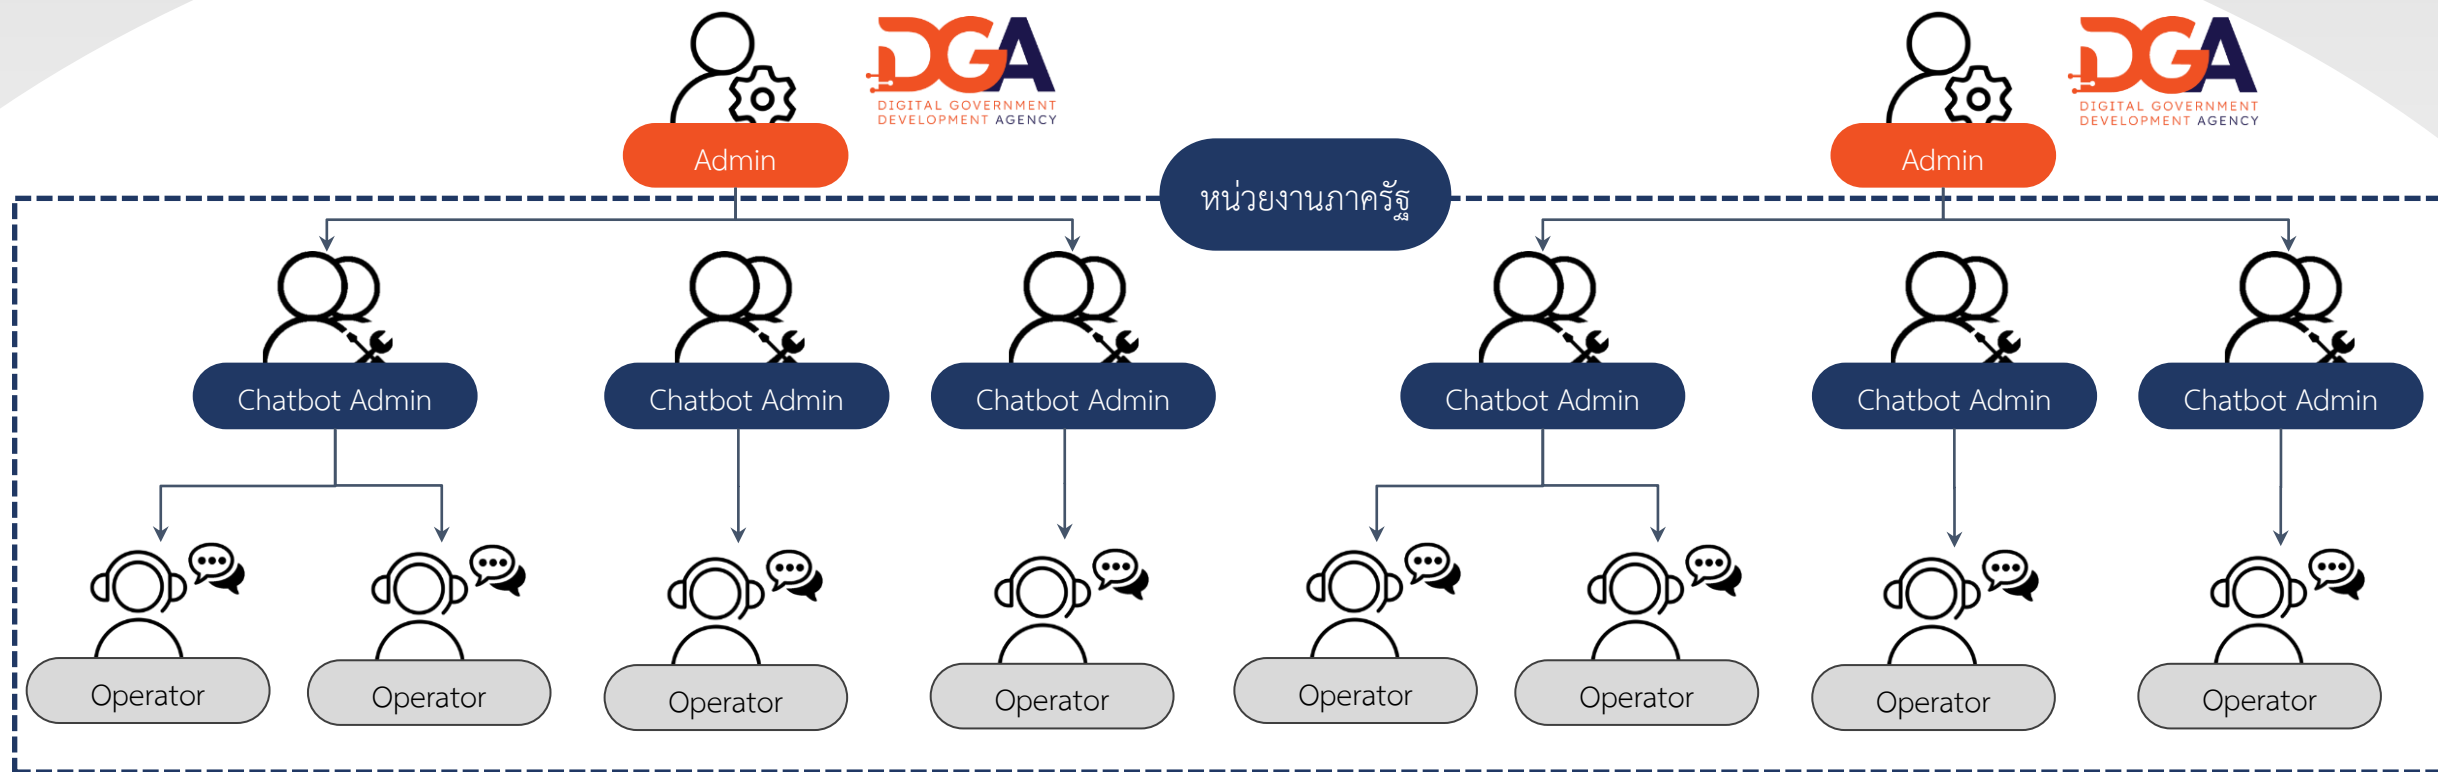 DGA
DIGITAL GOVERNMENT
DEVELOPMENT AGENCY
DGA
DIGITAL GOVERNMENT
DEVELOPMENT AGENCY
Admin
หน่วยงานภาครัฐ
Admin
Chatbot Admin
Chatbot Admin
Chatbot Admin
Chatbot Admin
Chatbot Admin
Chatbot Admin
Operator
Operator
Operator
Operator
Operator
Operator
Operator
Operator